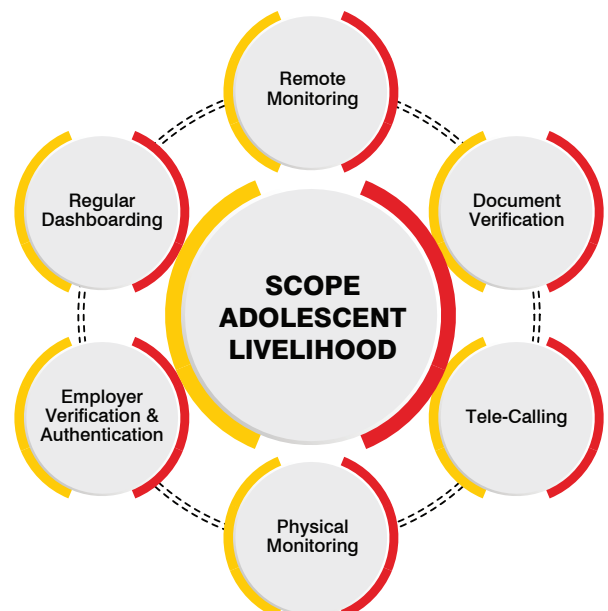 Remote
Monitoring
Regular
Dashboarding
Document
Verification
SCOPE
ADOLESCENT
LIVELIHOOD
Employer
Verification &
Authentication
Tele-Calling
Physical
Monitoring